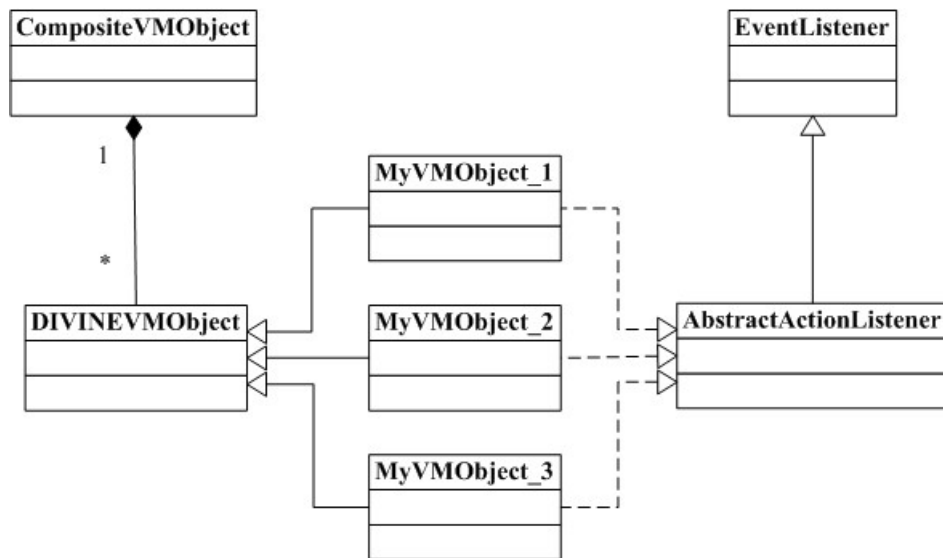 CompositeVMObject
EventListener
1
MyVMObject_1
*
DIVINEVMObject
MyVMObject_2
AbstractActionListener
MyVMObject_3